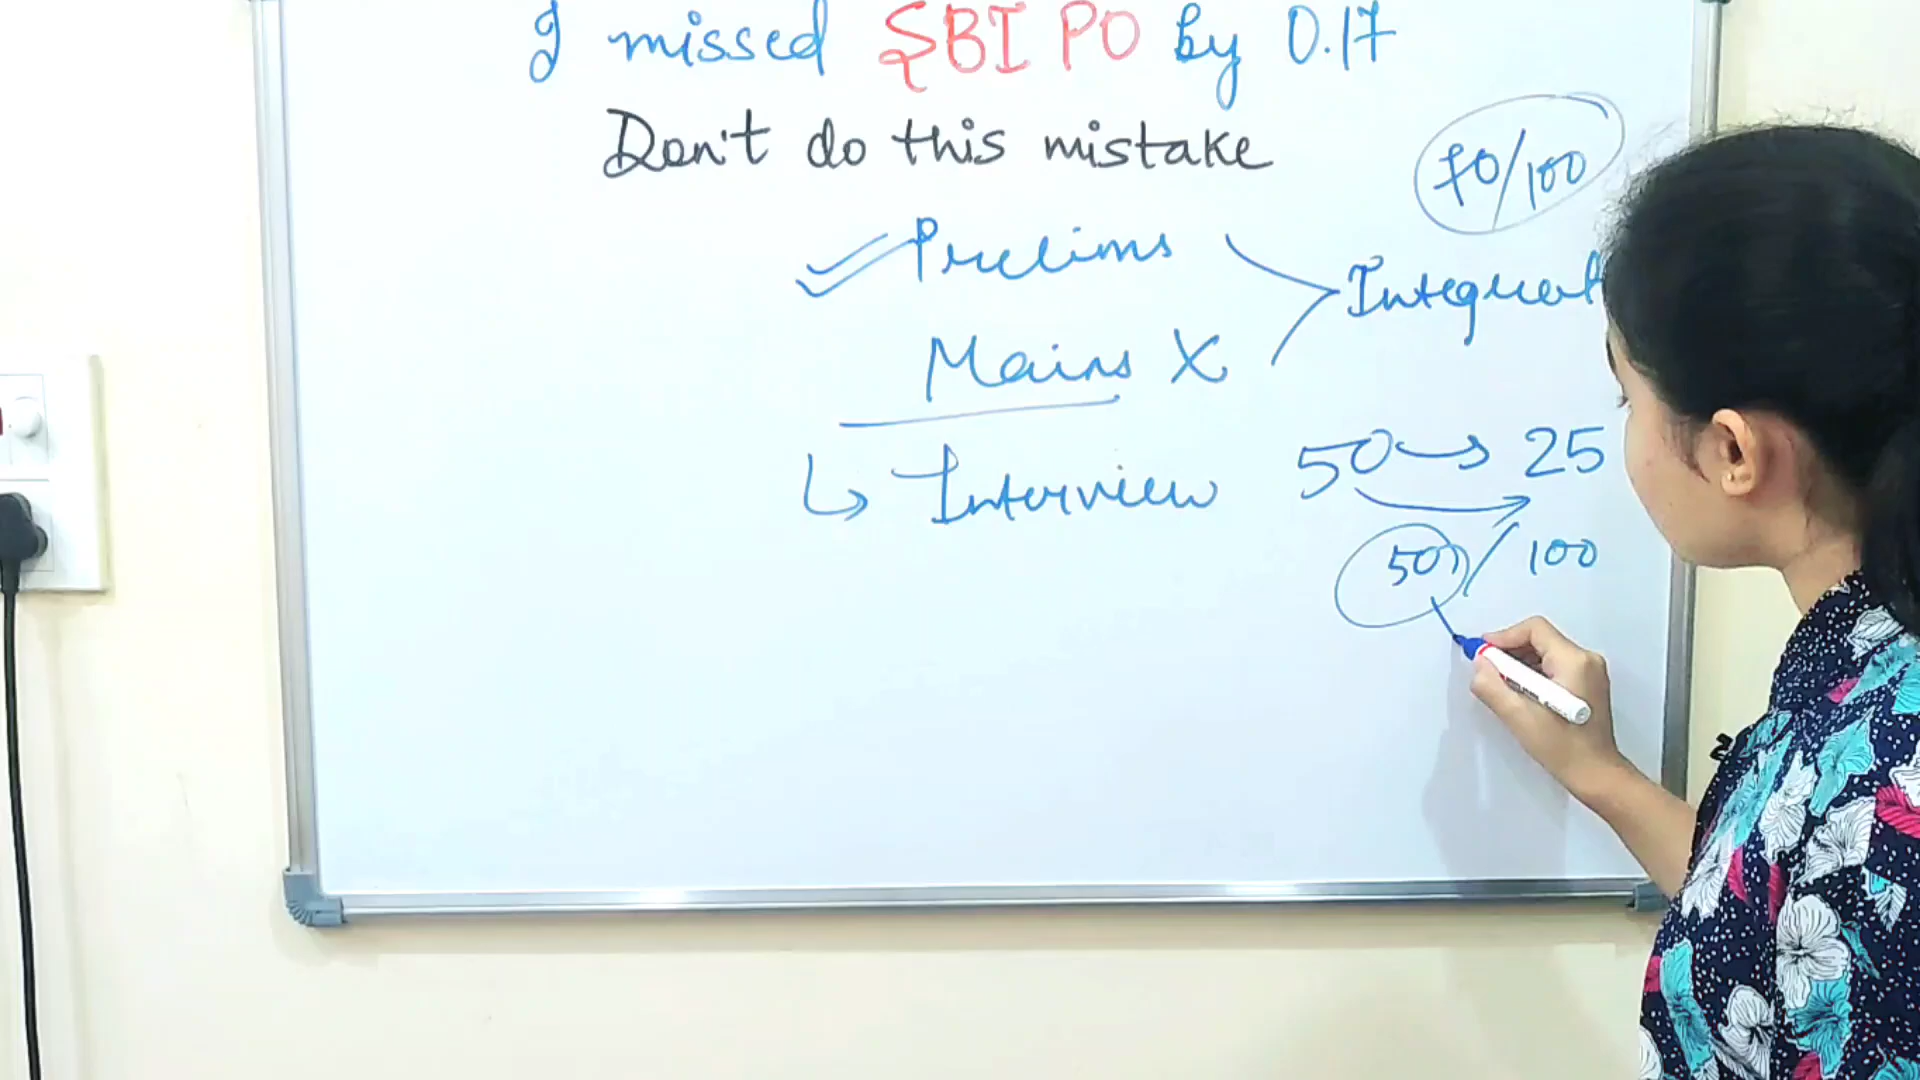 I missed SBI PO by 0.17
Don't do this mistake
70/100
Prelims
Mains X
Integrat
Interview
50 → 25
50 / 100